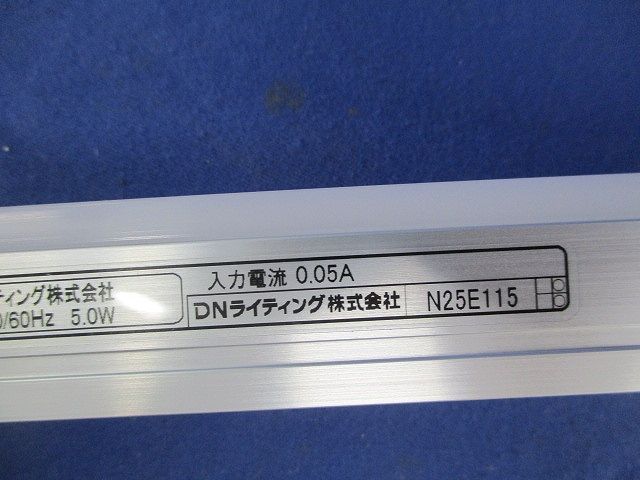 入力電流 0.05A
ティング株式会社
0/60Hz 5.0W
DNライティング株式会社 N25E115